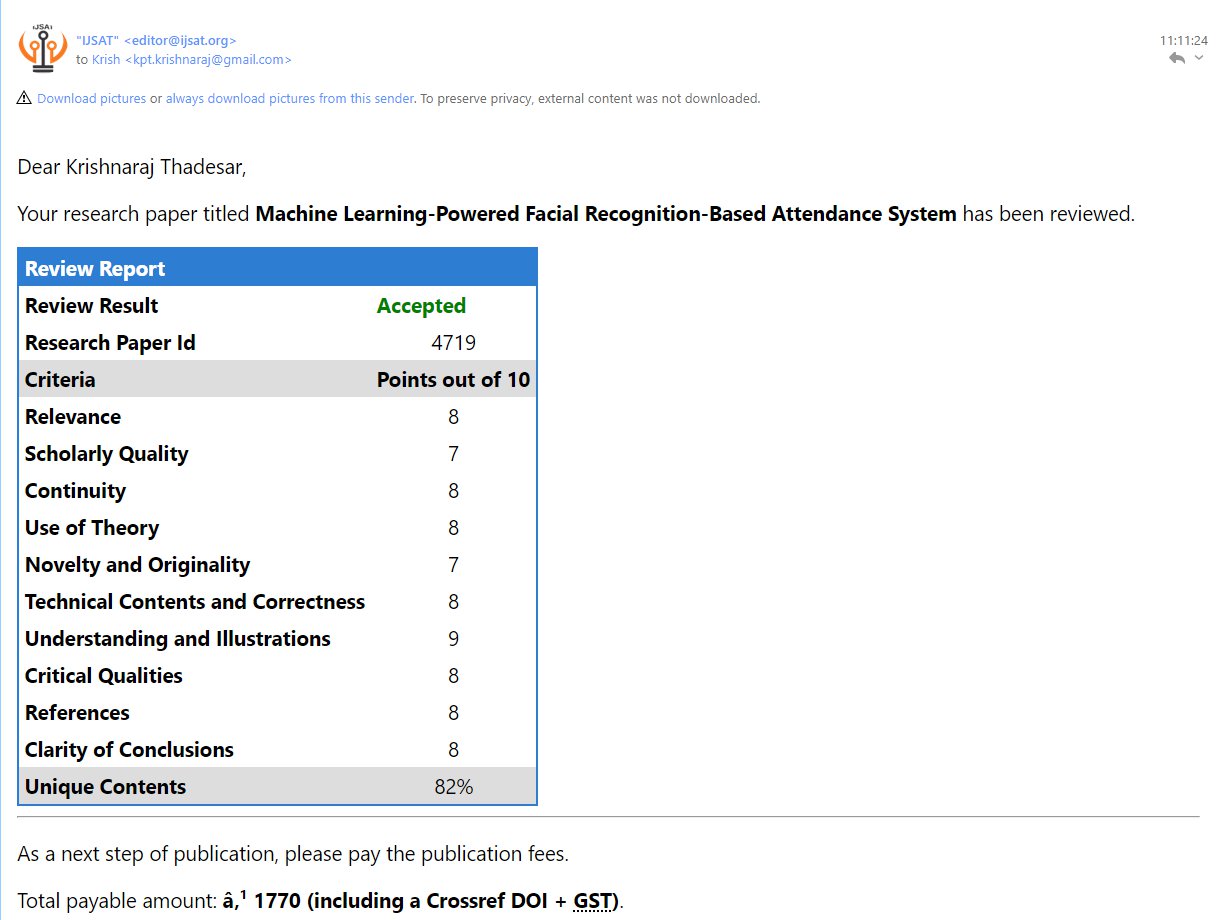 IJSAT
"IJSAT" <editor@ijsat.org>
11:11:24
to Krish <kpt.krishnaraj@gmail.com>
Download pictures or always download pictures from this sender. To preserve privacy, external content was not downloaded.
Dear Krishnaraj Thadesar,
Your research paper titled Machine Learning-Powered Facial Recognition-Based Attendance System has been reviewed.
Review Report
Review Result Accepted
Research Paper Id 4719
Criteria Points out of 10
Relevance 8
Scholarly Quality 7
Continuity 8
Use of Theory 8
Novelty and Originality 7
Technical Contents and Correctness 8
Understanding and Illustrations 9
Critical Qualities 8
References 8
Clarity of Conclusions 8
Unique Contents 82%
As a next step of publication, please pay the publication fees.
Total payable amount: â‚¹ 1770 (including a Crossref DOI + GST).